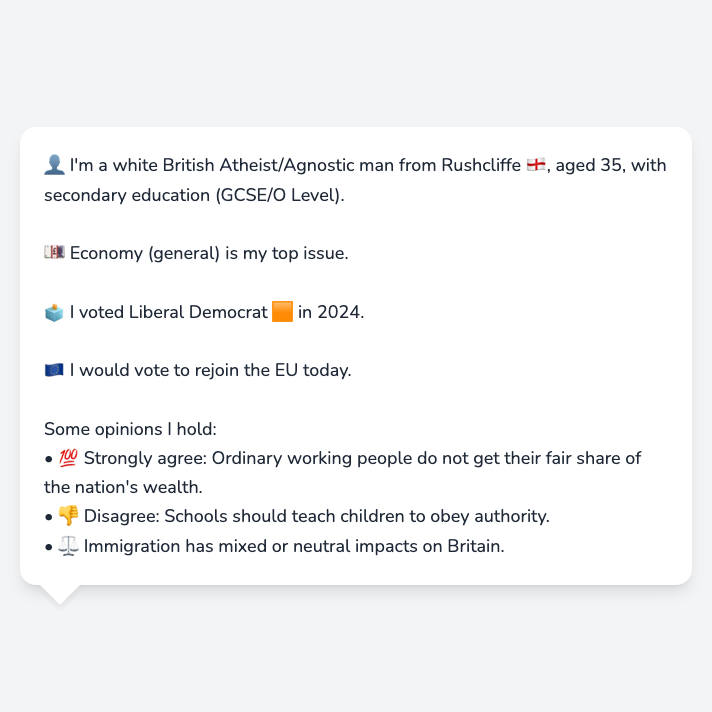 👤 I'm a white British Atheist/Agnostic man from Rushcliffe 🏴󠁧󠁢󠁥󠁮󠁧󠁿, aged 35, with
secondary education (GCSE/O Level).
💷 Economy (general) is my top issue.
🗳️ I voted Liberal Democrat 🟧 in 2024.
🇪🇺 I would vote to rejoin the EU today.
Some opinions I hold:
• 💯 Strongly agree: Ordinary working people do not get their fair share of
the nation's wealth.
• 👎 Disagree: Schools should teach children to obey authority.
• ⚖️ Immigration has mixed or neutral impacts on Britain.